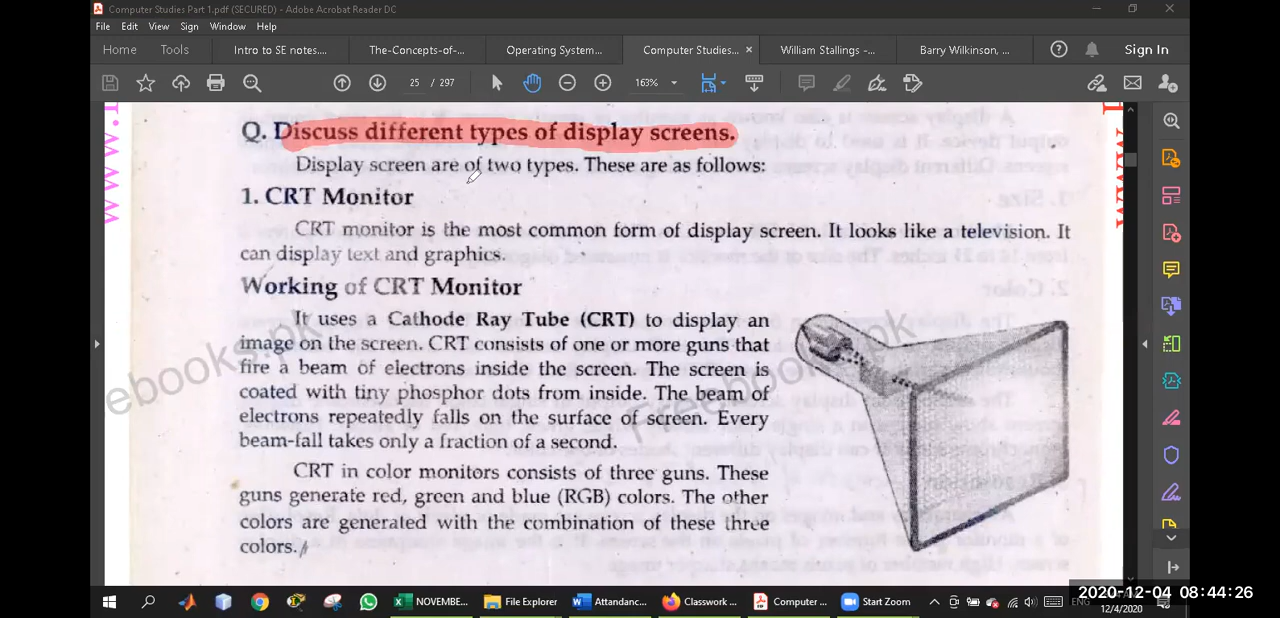 Computer Studies Part 1.pdf (SECURED) - Adobe Acrobat Reader DC
File Edit View Sign Window Help
Home Tools Intro to SE notes.... The-Concepts-of-... Operating System... Computer Studies... × William Stallings -... Barry Wilkinson, ... Sign In
25 / 297 163%
Q. Discuss different types of display screens.
Display screen are of two types. These are as follows:
1. CRT Monitor
CRT monitor is the most common form of display screen. It looks like a television. It
can display text and graphics.
Working of CRT Monitor
It uses a Cathode Ray Tube (CRT) to display an
image on the screen. CRT consists of one or more guns that
fire a beam of electrons inside the screen. The screen is
coated with tiny phosphor dots from inside. The beam of
electrons repeatedly falls on the surface of screen. Every
beam-fall takes only a fraction of a second.
CRT in color monitors consists of three guns. These
guns generate red, green and blue (RGB) colors. The other
colors are generated with the combination of these three
colors.
ebooks.pk
Freebooks.pk
NOVEMBE... File Explorer Attandanc... Classwork ... Computer ... Start Zoom ENG
2020-12-04 08:44:26
12/4/2020